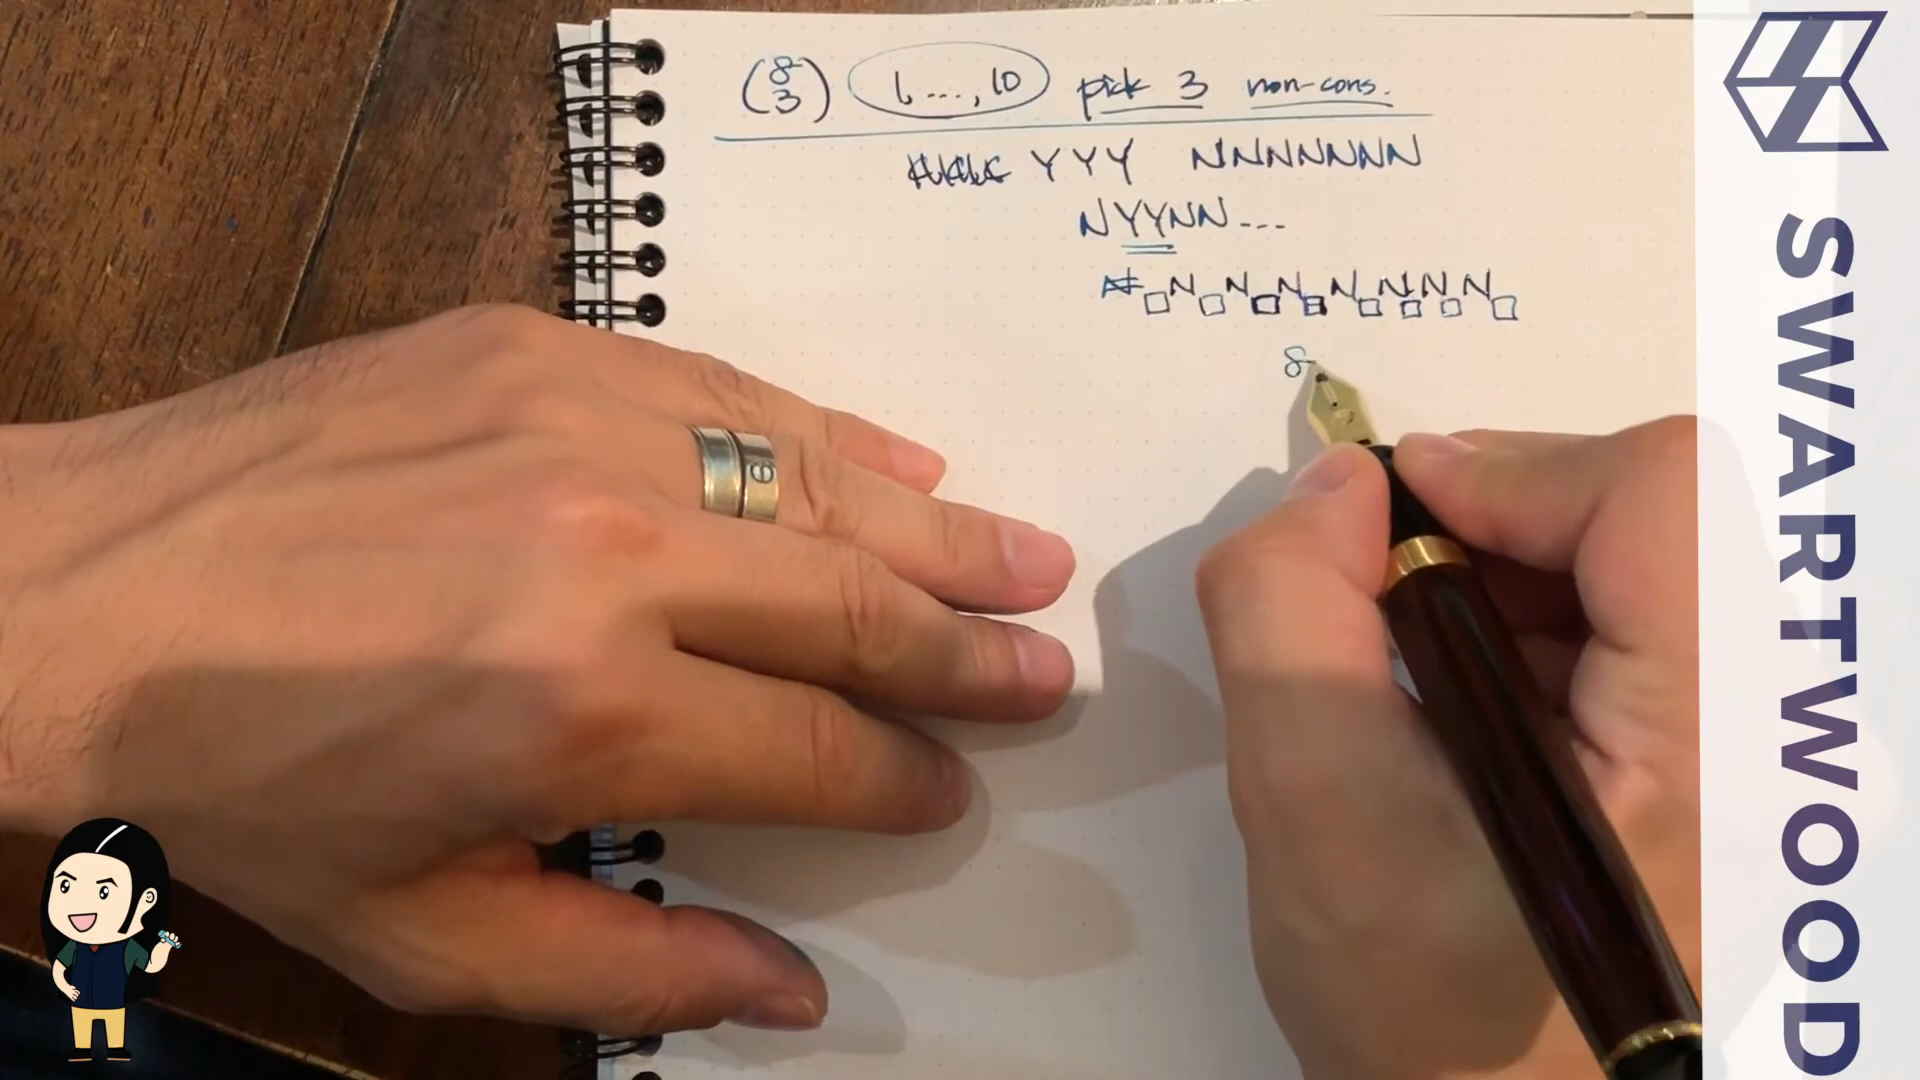 (8 3) 1, ..., 10 pick 3 non-cons.
YYY NNNNNNN
NYYNN...
N □N□N□N□N□N□N□N□
8
SWARTWOOD